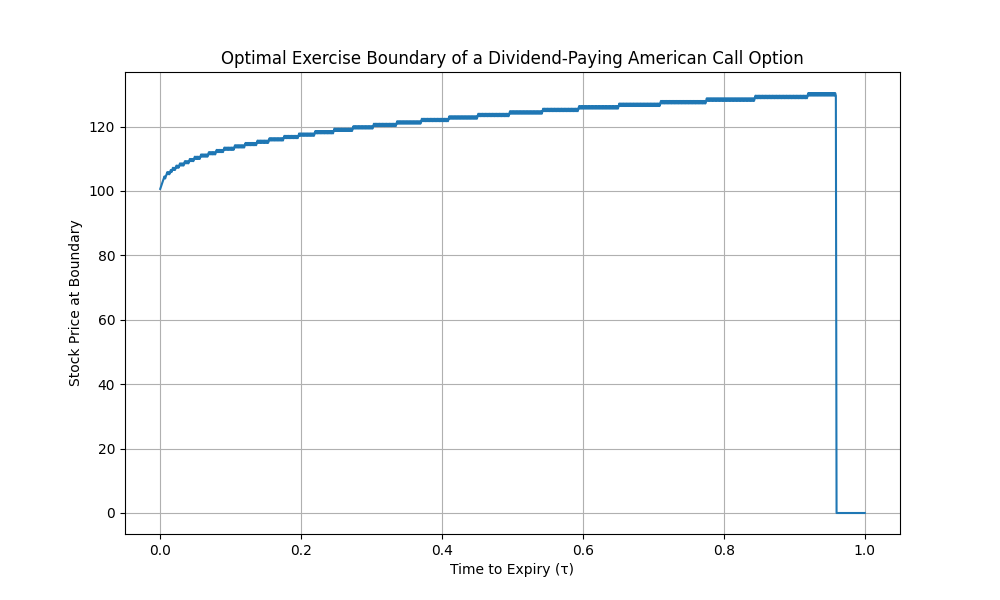 Optimal Exercise Boundary of a Dividend-Paying American Call Option
120
100
80
60
40
20
0
Stock Price at Boundary
0.0 0.2 0.4 0.6 0.8 1.0
Time to Expiry (τ)